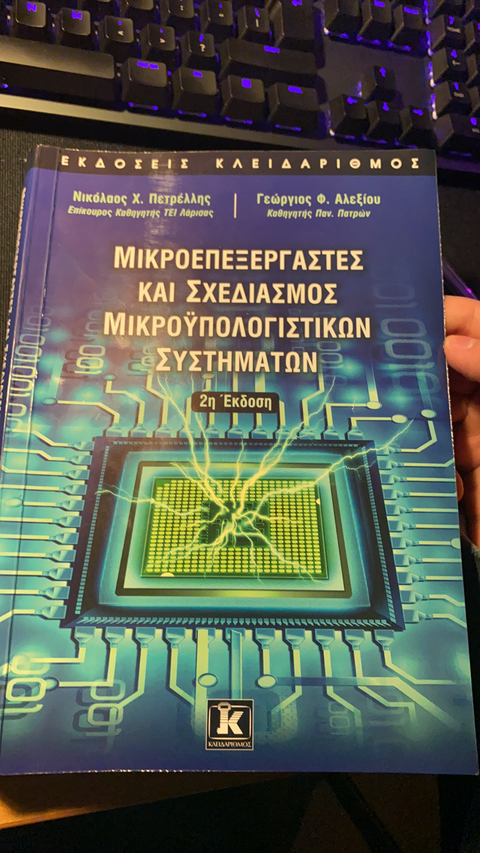 ΕΚΔΟΣΕΙΣ ΚΛΕΙΔΑΡΙΘΜΟΣ
Νικόλαος Χ. Πετρέλλης
Επίκουρος Καθηγητής ΤΕΙ Λάρισας
Γεώργιος Φ. Αλεξίου
Καθηγητής Παν. Πατρών
ΜΙΚΡΟΕΠΕΞΕΡΓΑΣΤΕΣ
ΚΑΙ ΣΧΕΔΙΑΣΜΟΣ
ΜΙΚΡΟΫΠΟΛΟΓΙΣΤΙΚΩΝ
ΣΥΣΤΗΜΑΤΩΝ
2η Έκδοση
Κ
ΚΛΕΙΔΑΡΙΘΜΟΣ